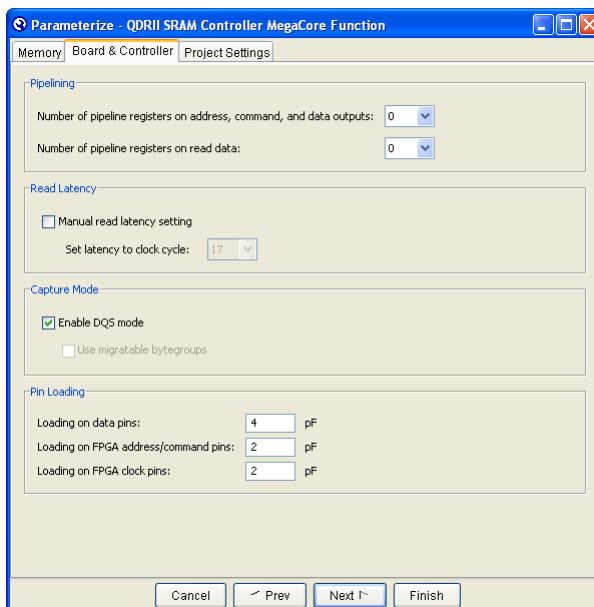 Parameterize - QDRII SRAM Controller MegaCore Function
Memory Board & Controller Project Settings
Pipelining
Number of pipeline registers on address, command, and data outputs: 0
Number of pipeline registers on read data: 0
Read Latency
Manual read latency setting
Set latency to clock cycle: 17
Capture Mode
Enable DQS mode
Use migratable bytegroups
Pin Loading
Loading on data pins: 4 pF
Loading on FPGA address/command pins: 2 pF
Loading on FPGA clock pins: 2 pF
Cancel Prev Next Finish